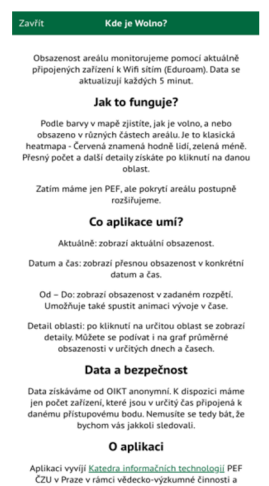 Zavřít Kde je Wolno?
Obsazenost areálu monitorujeme pomocí aktuálně
připojených zařízení k Wifi sítím (Eduroam). Data se
aktualizují každých 5 minut.
Jak to funguje?
Podle barvy v mapě zjistíte, jak je volno, a nebo
obsazeno v různých částech areálu. Je to klasická
heatmapa - Červená znamená hodně lidí, zelená méně.
Přesný počet a další detaily získáte po kliknutí na danou
oblast.
Zatím máme jen PEF, ale pokrytí areálu postupně
rozšiřujeme.
Co aplikace umí?
Aktuálně: zobrazí aktuální obsazenost.
Datum a čas: zobrazí přesnou obsazenost v konkrétní
datum a čas.
Od – Do: zobrazí obsazenost v zadaném rozpětí.
Umožňuje také spustit animaci vývoje v čase.
Detail oblasti: po kliknutí na určitou oblast se zobrazí
detaily. Můžete se podívat i na graf průměrné
obsazenosti v určitých dnech a časech.
Data a bezpečnost
Data získáváme od OIKT anonymní. K dispozici máme
jen počet zařízení, které jsou v určitý čas připojená k
danému přístupovému bodu. Nemusíte se tedy bát, že
bychom vás jakkoli sledovali.
O aplikaci
Aplikaci vyvíjí Katedra informačních technologií PEF
ČZU v Praze v rámci vědecko-výzkumné činnosti a